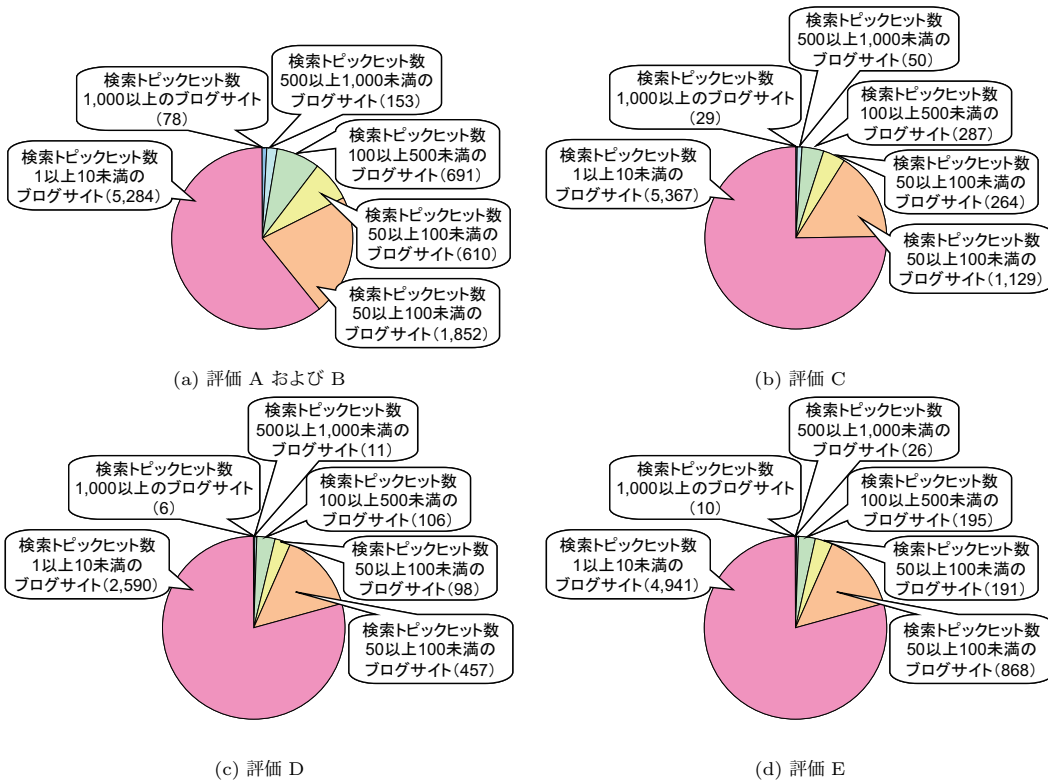 検索トピックヒット数
1,000以上のブログサイト
(78)
検索トピックヒット数
500以上1,000未満の
ブログサイト(153)
検索トピックヒット数
100以上500未満の
ブログサイト(691)
検索トピックヒット数
50以上100未満の
ブログサイト(610)
検索トピックヒット数
50以上100未満の
ブログサイト(1,852)
検索トピックヒット数
1以上10未満の
ブログサイト(5,284)
(a) 評価 A および B
検索トピックヒット数
1,000以上のブログサイト
(29)
検索トピックヒット数
500以上1,000未満の
ブログサイト(50)
検索トピックヒット数
100以上500未満の
ブログサイト(287)
検索トピックヒット数
50以上100未満の
ブログサイト(264)
検索トピックヒット数
50以上100未満の
ブログサイト(1,129)
検索トピックヒット数
1以上10未満の
ブログサイト(5,367)
(b) 評価 C
検索トピックヒット数
1,000以上のブログサイト
(6)
検索トピックヒット数
500以上1,000未満の
ブログサイト(11)
検索トピックヒット数
100以上500未満の
ブログサイト(106)
検索トピックヒット数
50以上100未満の
ブログサイト(98)
検索トピックヒット数
50以上100未満の
ブログサイト(457)
検索トピックヒット数
1以上10未満の
ブログサイト(2,590)
(c) 評価 D
検索トピックヒット数
1,000以上のブログサイト
(10)
検索トピックヒット数
500以上1,000未満の
ブログサイト(26)
検索トピックヒット数
100以上500未満の
ブログサイト(195)
検索トピックヒット数
50以上100未満の
ブログサイト(191)
検索トピックヒット数
50以上100未満の
ブログサイト(868)
検索トピックヒット数
1以上10未満の
ブログサイト(4,941)
(d) 評価 E